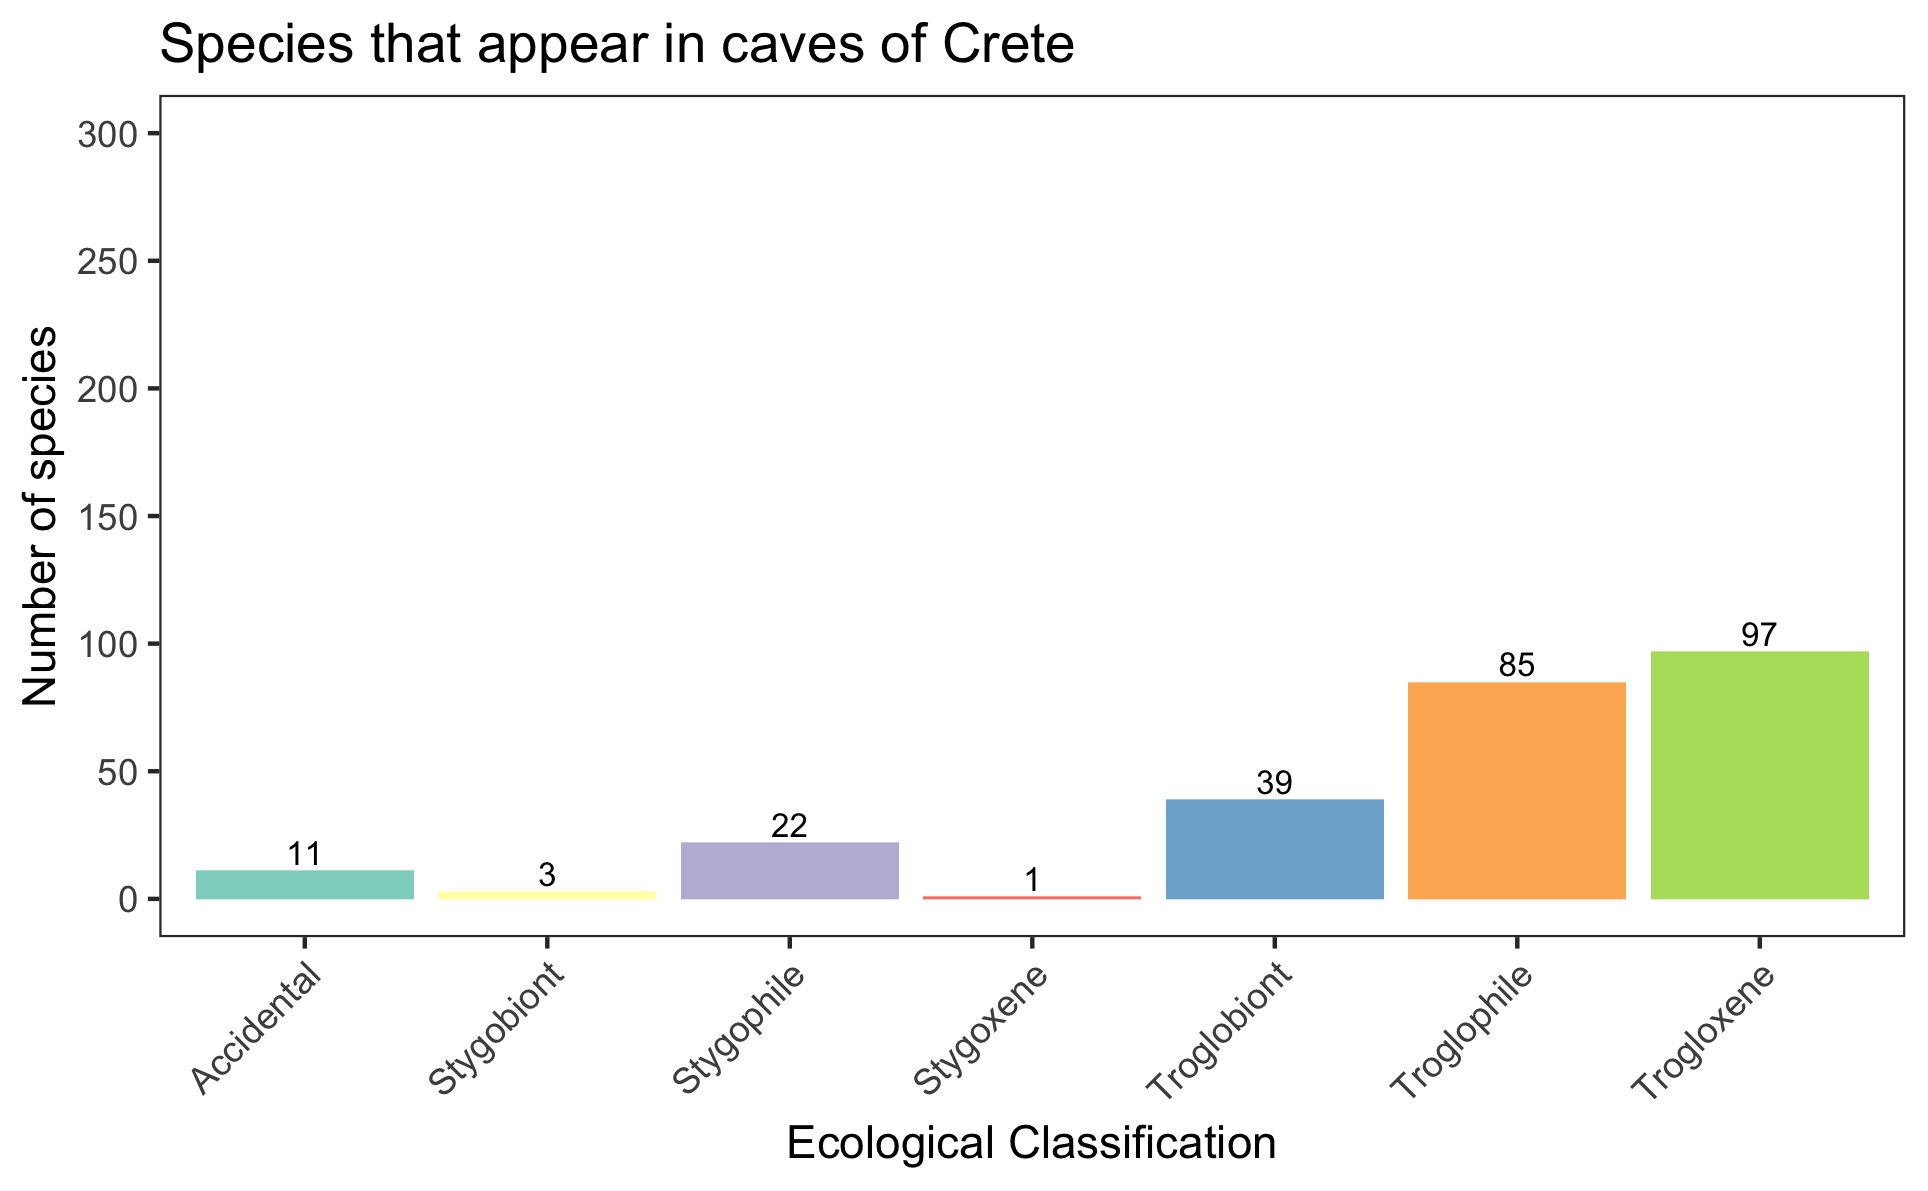 Species that appear in caves of Crete
Number of species
300
250
200
150
100
50
0
11
3
22
1
39
85
97
Accidental
Stygobiont
Stygophile
Stygoxene
Troglobiont
Troglophile
Trogloxene
Ecological Classification